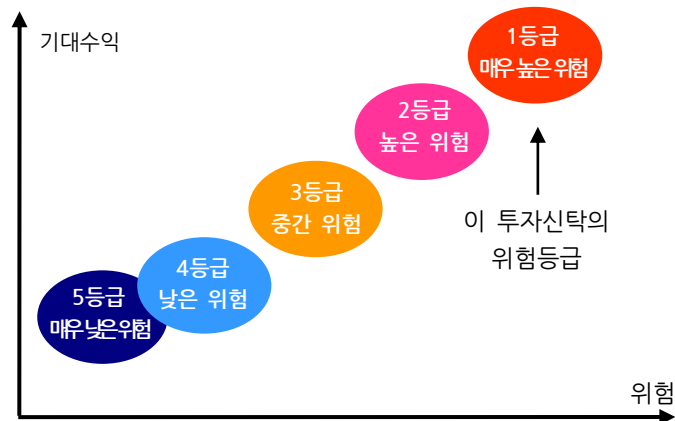 기대수익
1등급
매우 높은 위험
2등급
높은 위험
3등급
중간 위험
이 투자신탁의
위험등급
4등급
낮은 위험
5등급
매우 낮은 위험
위험